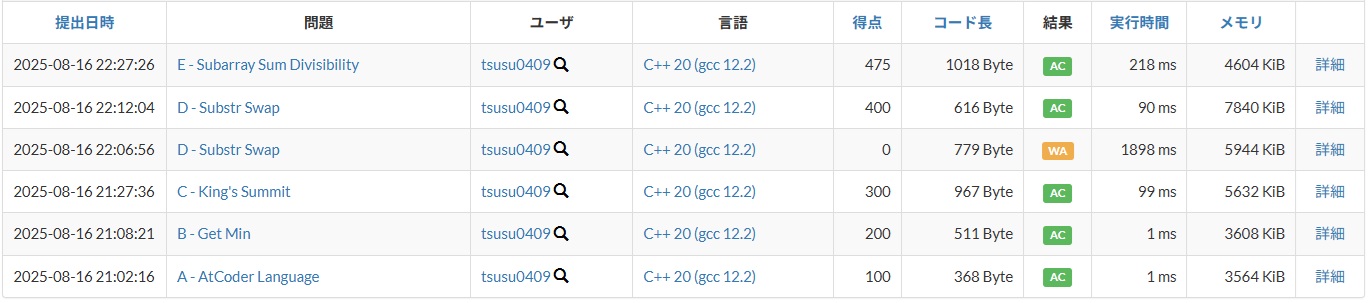 提出日時 問題 ユーザ 言語 得点 コード長 結果 実行時間 メモリ
2025-08-16 22:27:26 E - Subarray Sum Divisibility tsusu0409 C++ 20 (gcc 12.2) 475 1018 Byte AC 218 ms 4604 KiB 詳細
2025-08-16 22:12:04 D - Substr Swap tsusu0409 C++ 20 (gcc 12.2) 400 616 Byte AC 90 ms 7840 KiB 詳細
2025-08-16 22:06:56 D - Substr Swap tsusu0409 C++ 20 (gcc 12.2) 0 779 Byte WA 1898 ms 5944 KiB 詳細
2025-08-16 21:27:36 C - King's Summit tsusu0409 C++ 20 (gcc 12.2) 300 967 Byte AC 99 ms 5632 KiB 詳細
2025-08-16 21:08:21 B - Get Min tsusu0409 C++ 20 (gcc 12.2) 200 511 Byte AC 1 ms 3608 KiB 詳細
2025-08-16 21:02:16 A - AtCoder Language tsusu0409 C++ 20 (gcc 12.2) 100 368 Byte AC 1 ms 3564 KiB 詳細